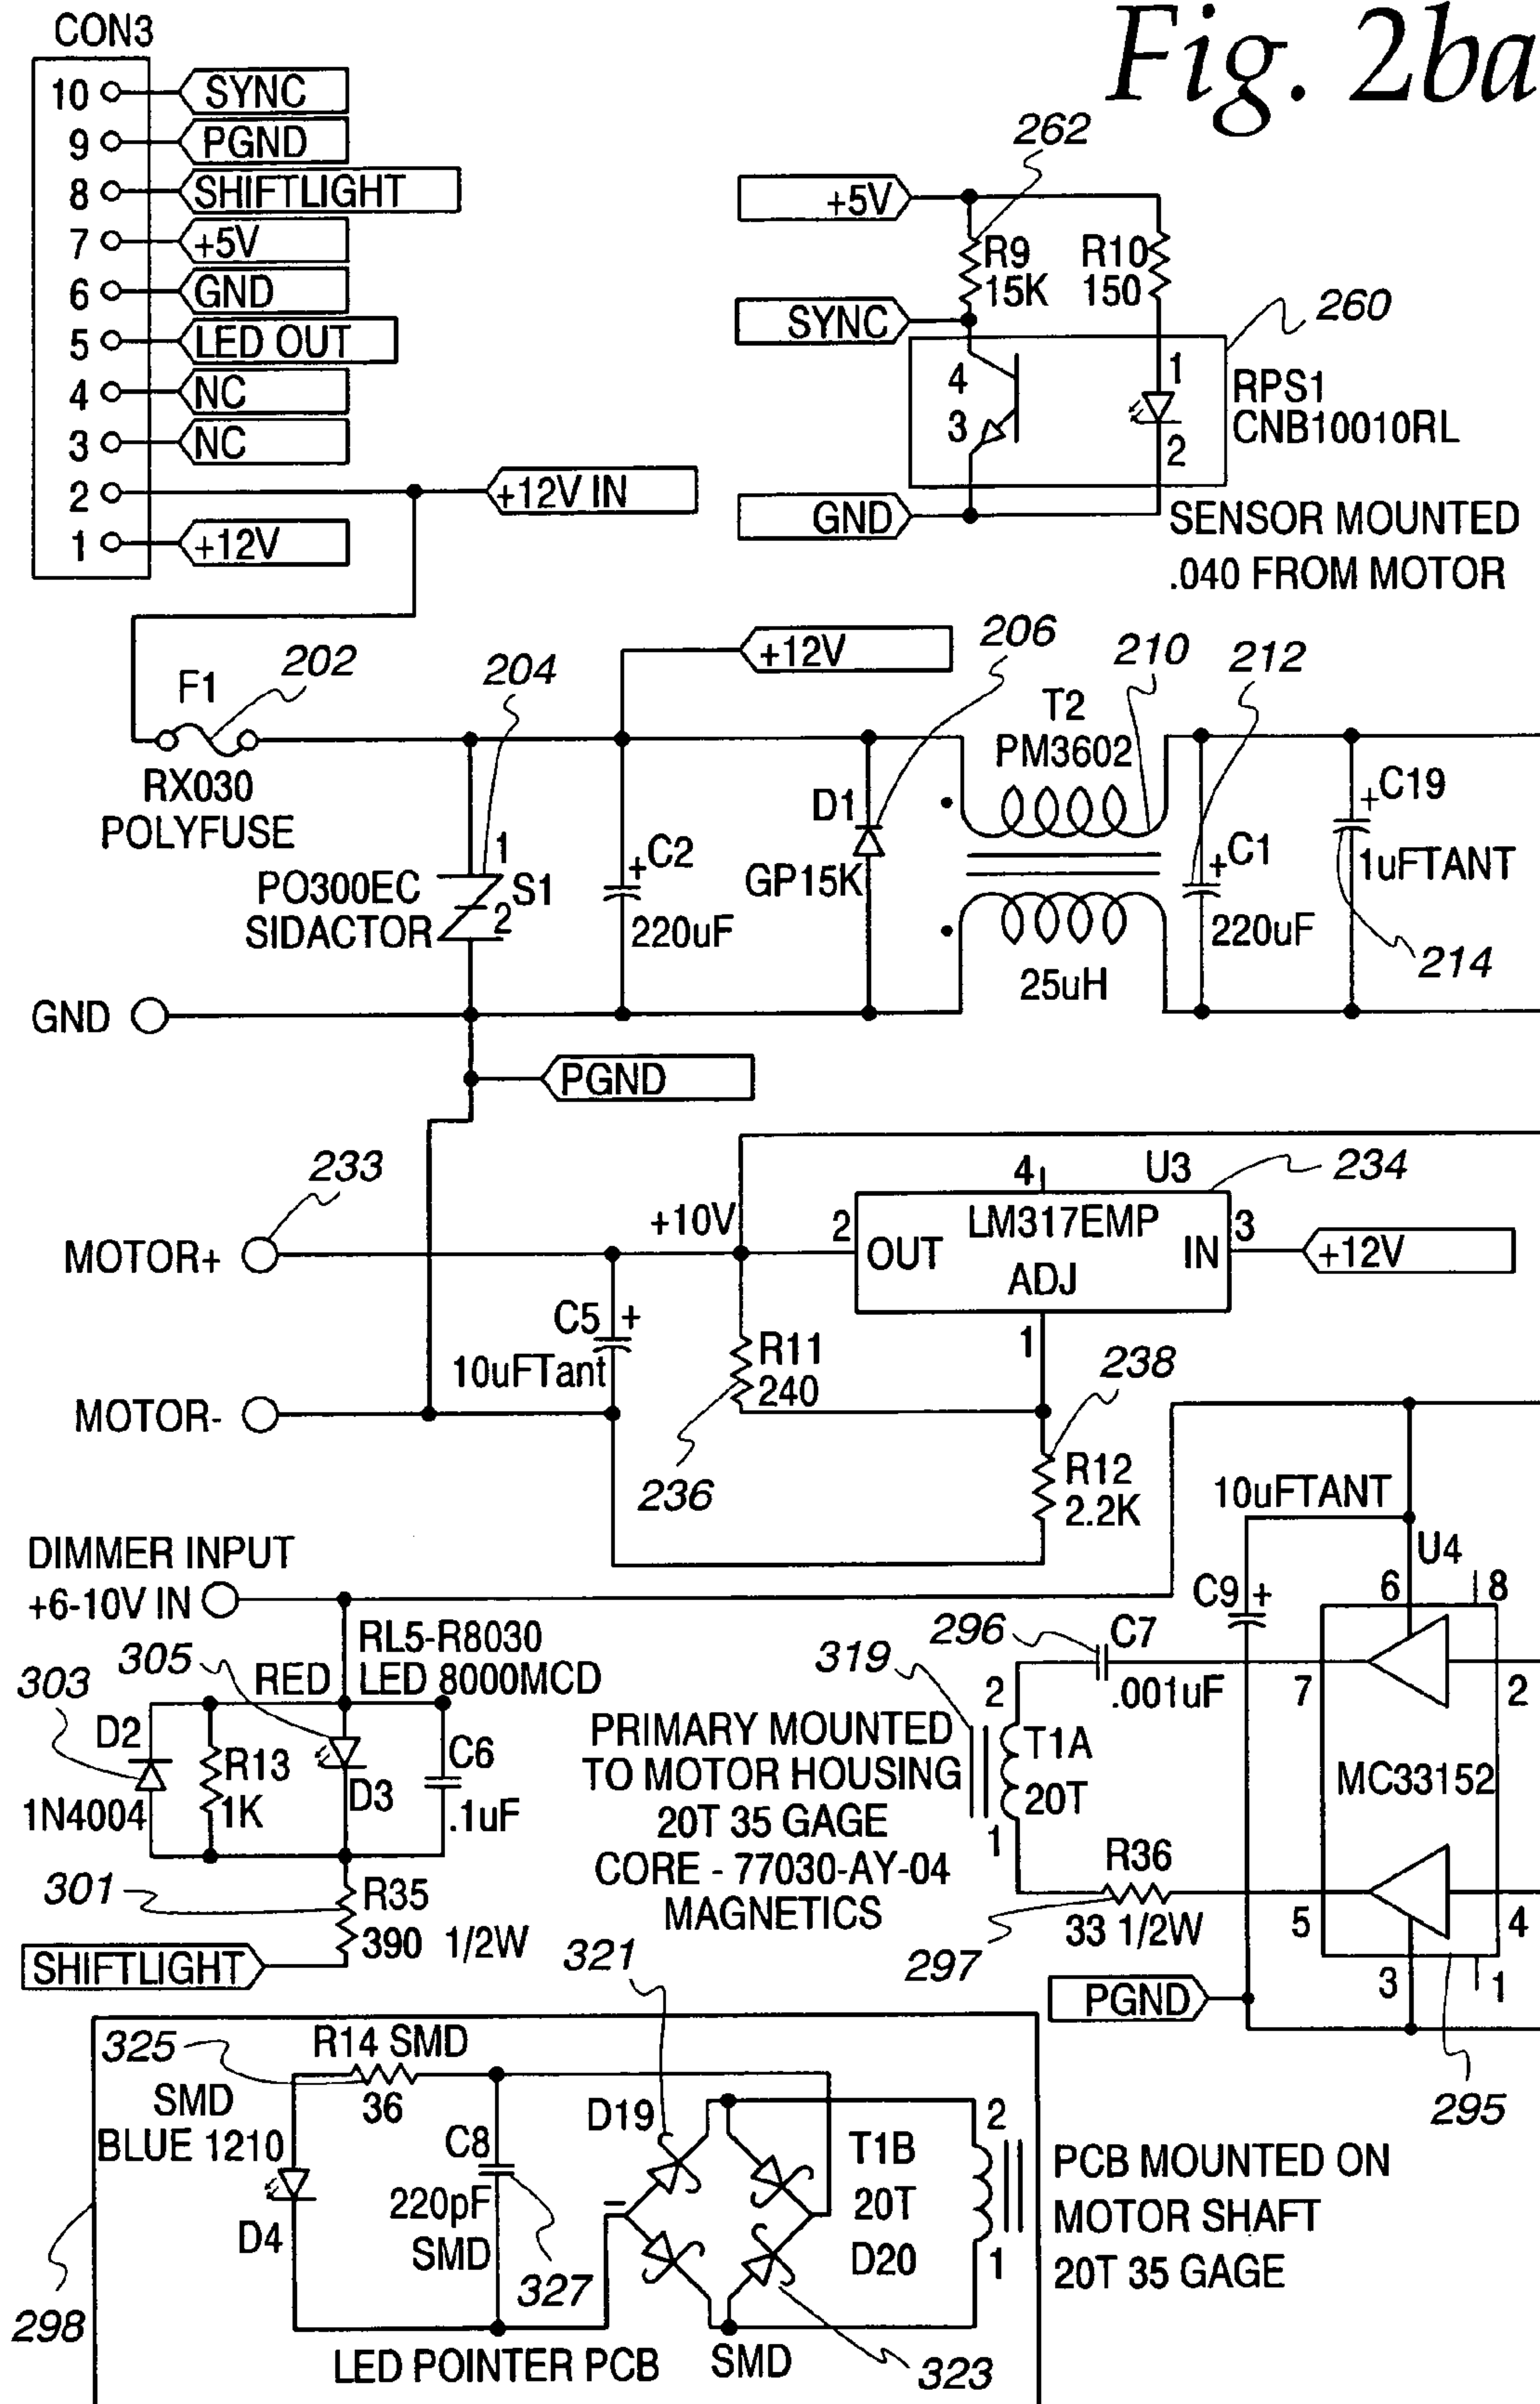 Fig. 2ba
CON3
10 SYNC
9 PGND
8 SHIFTLIGHT
7 +5V
6 GND
5 LED OUT
4 NC
3 NC
2 +12V IN
1 +12V
262
+5V
R9
15K
R10
150
SYNC
260
4
3
1
2
RPS1
CNB10010RL
GND
SENSOR MOUNTED
.040 FROM MOTOR
F1
202
RX030
POLYFUSE
204
+12V
206
210
212
T2
PM3602
1
S1
2
PO300EC
SIDACTOR
+C2
220uF
D1
GP15K
25uH
+C1
220uF
+C19
1uFTANT
214
GND
PGND
233
MOTOR+
MOTOR-
+10V
4
U3
234
2
OUT
LM317EMP
ADJ
IN
3
+12V
1
C5 +
10uFTant
R11
240
236
238
R12
2.2K
DIMMER INPUT
+6-10V IN
RL5-R8030
RED LED 8000MCD
303
305
D2
1N4004
R13
1K
D3
C6
.1uF
301
R35
390 1/2W
SHIFTLIGHT
10uFTANT
U4
C9 +
6
8
319
296
C7
.001uF
7
2
2
T1A
20T
1
PRIMARY MOUNTED
TO MOTOR HOUSING
20T 35 GAGE
CORE - 77030-AY-04
MAGNETICS
MC33152
R36
33 1/2W
297
5
4
3
1
PGND
295
321
325
R14 SMD
36
SMD
BLUE 1210
D4
C8
220pF
SMD
327
D19
T1B
20T
D20
2
1
PCB MOUNTED ON
MOTOR SHAFT
20T 35 GAGE
298
LED POINTER PCB
SMD
323